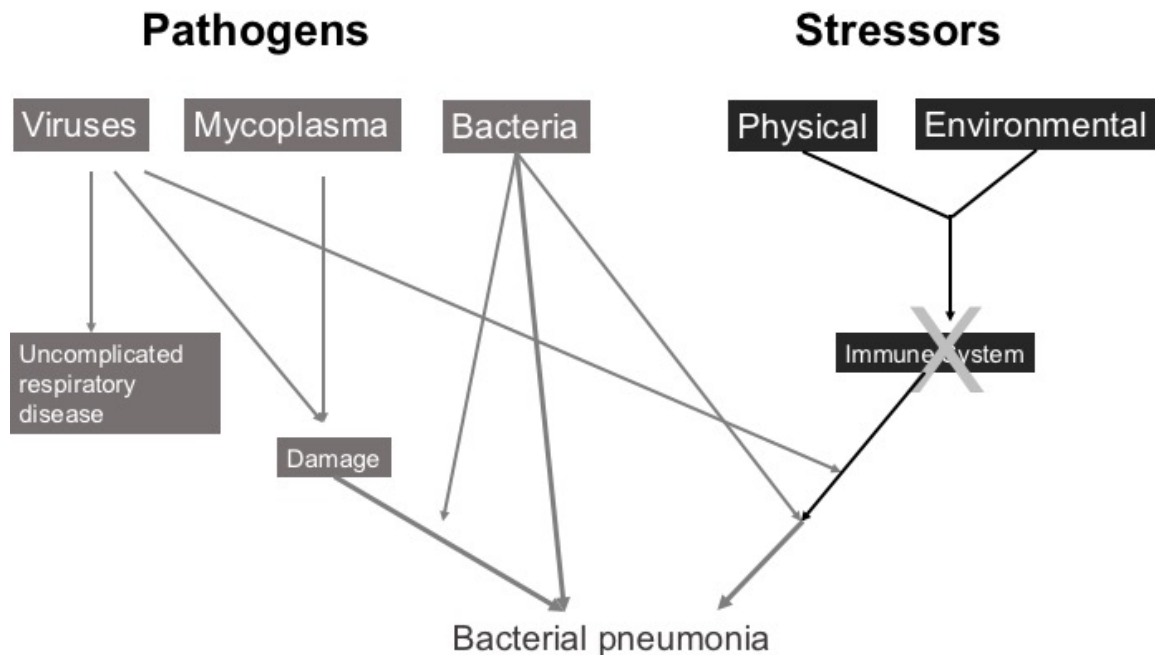 Pathogens
Stressors
Viruses
Mycoplasma
Bacteria
Physical
Environmental
Uncomplicated
respiratory
disease
Immune System
Damage
Bacterial pneumonia